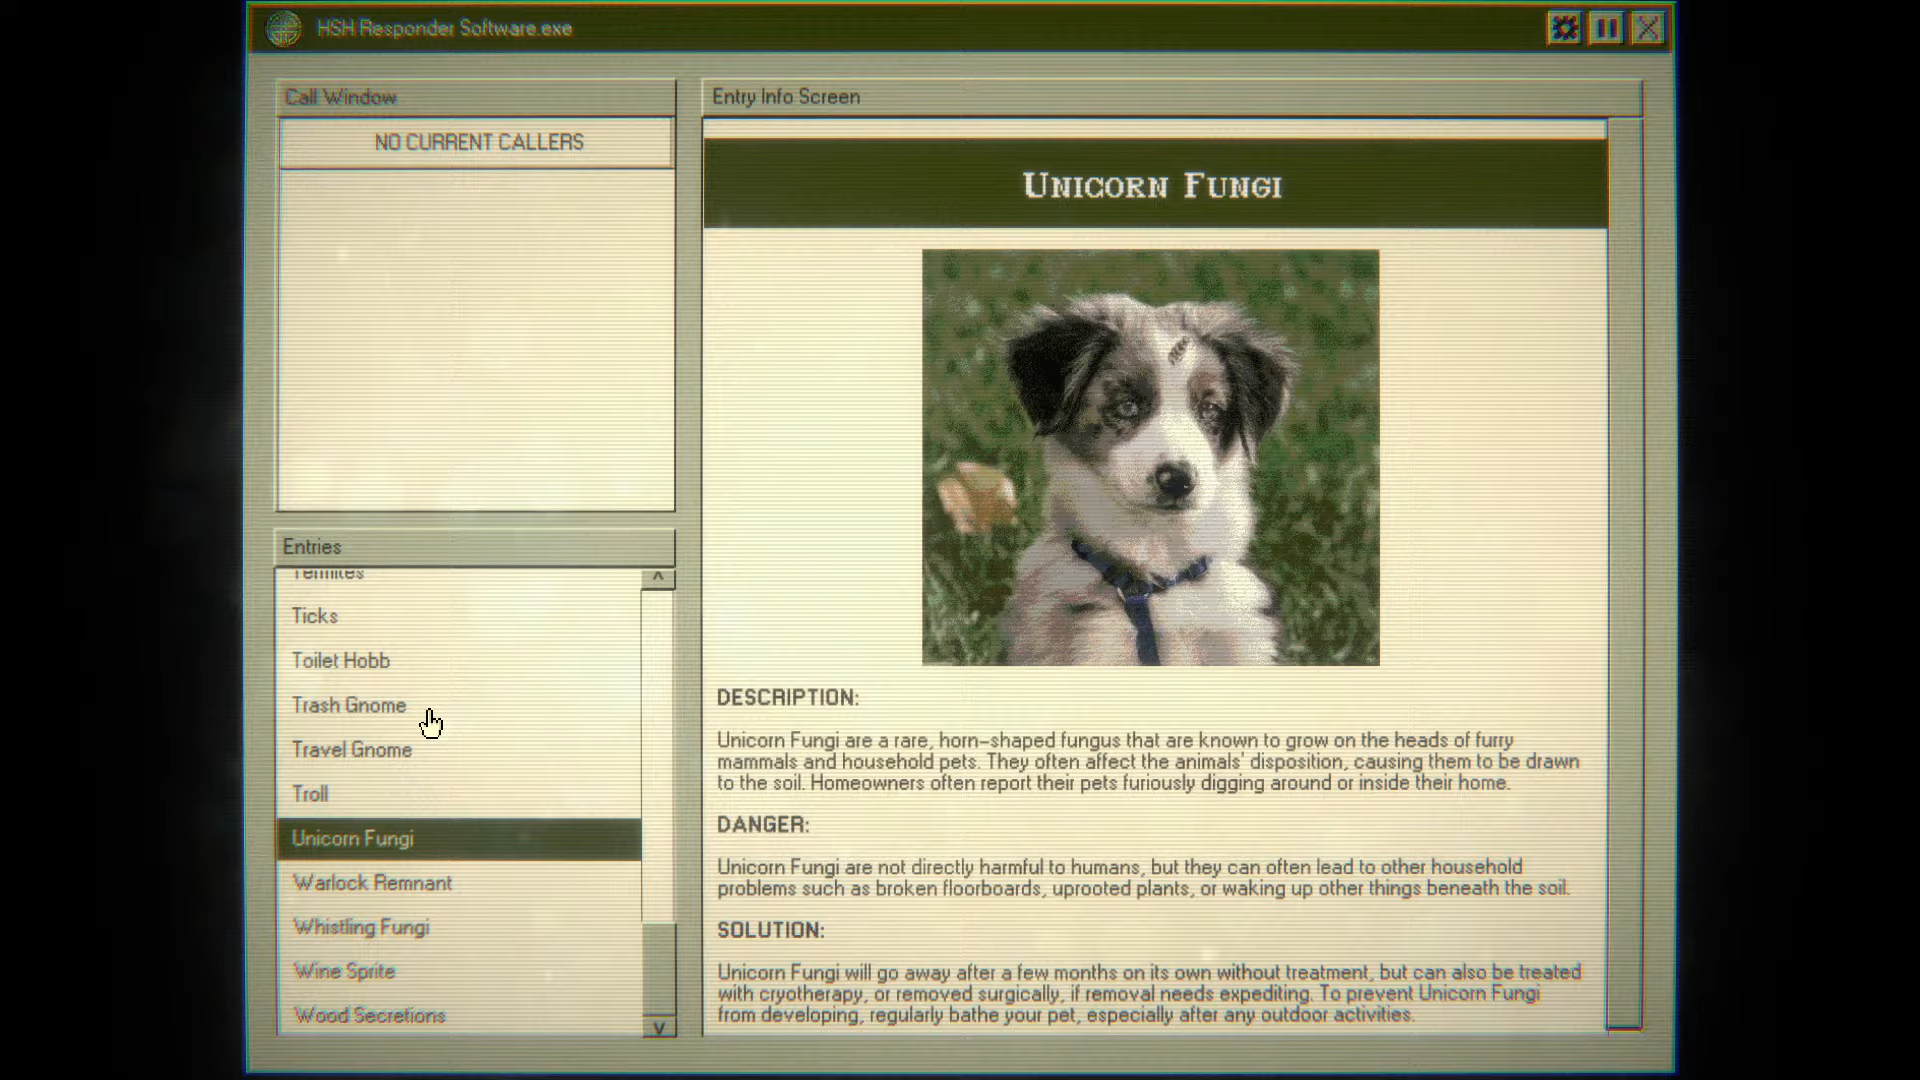 HSH Responder Software.exe
Call Window
NO CURRENT CALLERS
Entries
Termites
Ticks
Toilet Hobb
Trash Gnome
Travel Gnome
Troll
Unicorn Fungi
Warlock Remnant
Whistling Fungi
Wine Sprite
Wood Secretions
Entry Info Screen
UNICORN FUNGI
DESCRIPTION:
Unicorn Fungi are a rare, horn-shaped fungus that are known to grow on the heads of furry
mammals and household pets. They often affect the animals' disposition, causing them to be drawn
to the soil. Homeowners often report their pets furiously digging around or inside their home.
DANGER:
Unicorn Fungi are not directly harmful to humans, but they can often lead to other household
problems such as broken floorboards, uprooted plants, or waking up other things beneath the soil.
SOLUTION:
Unicorn Fungi will go away after a few months on its own without treatment, but can also be treated
with cryotherapy, or removed surgically, if removal needs expediting. To prevent Unicorn Fungi
from developing, regularly bathe your pet, especially after any outdoor activities.